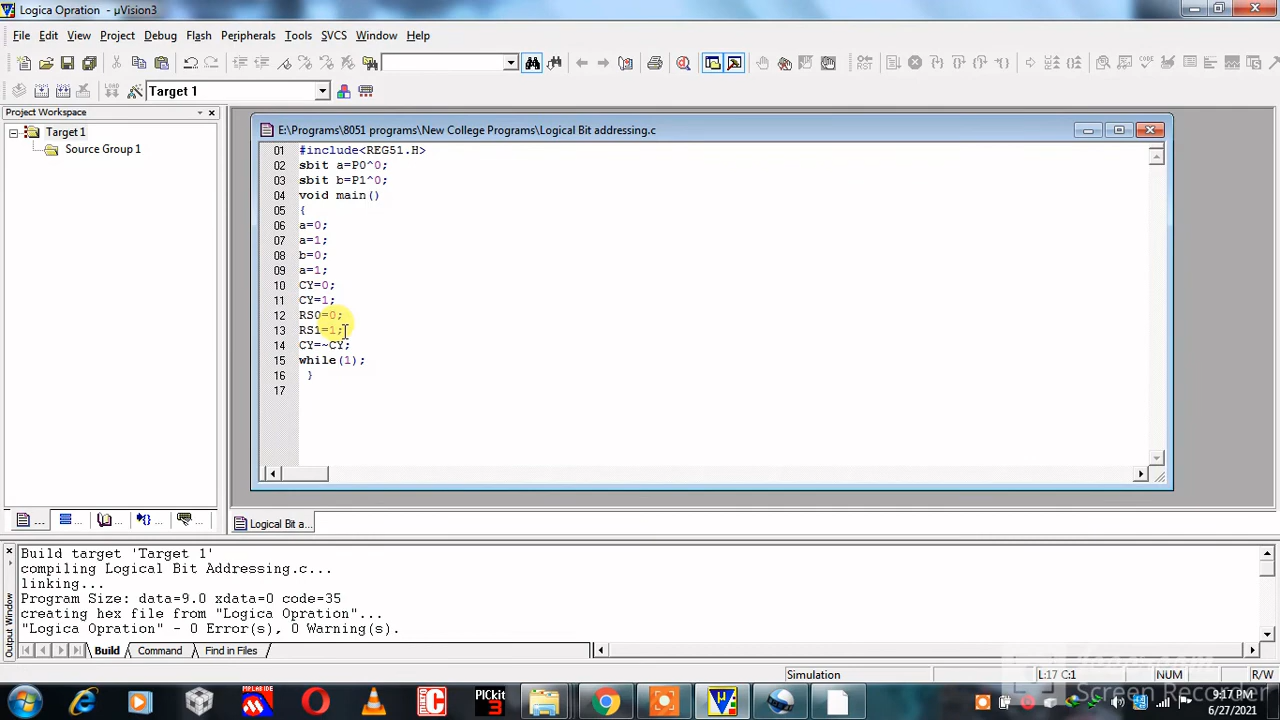 Logica Opration - µVision3
File Edit View Project Debug Flash Peripherals Tools SVCS Window Help
Target 1
Project Workspace
Target 1
Source Group 1
E:\Programs\8051 programs\New College Programs\Logical Bit addressing.c
01 #include<REG51.H>
02 sbit a=P0^0;
03 sbit b=P1^0;
04 void main()
05 {
06 a=0;
07 a=1;
08 b=0;
09 a=1;
10 CY=0;
11 CY=1;
12 RS0=0;
13 RS1=1;
14 CY=~CY;
15 while(1);
16 }
17
Logical Bit a...
Build target 'Target 1'
compiling Logical Bit Addressing.c...
linking...
Program Size: data=9.0 xdata=0 code=35
creating hex file from "Logica Opration"...
"Logica Opration" - 0 Error(s), 0 Warning(s).
Output Window
Build Command Find in Files
Simulation L:17 C:1 NUM R/W
Screen Recorder
MPLAB IDE
PICkit 3
9:17 PM
6/27/2021